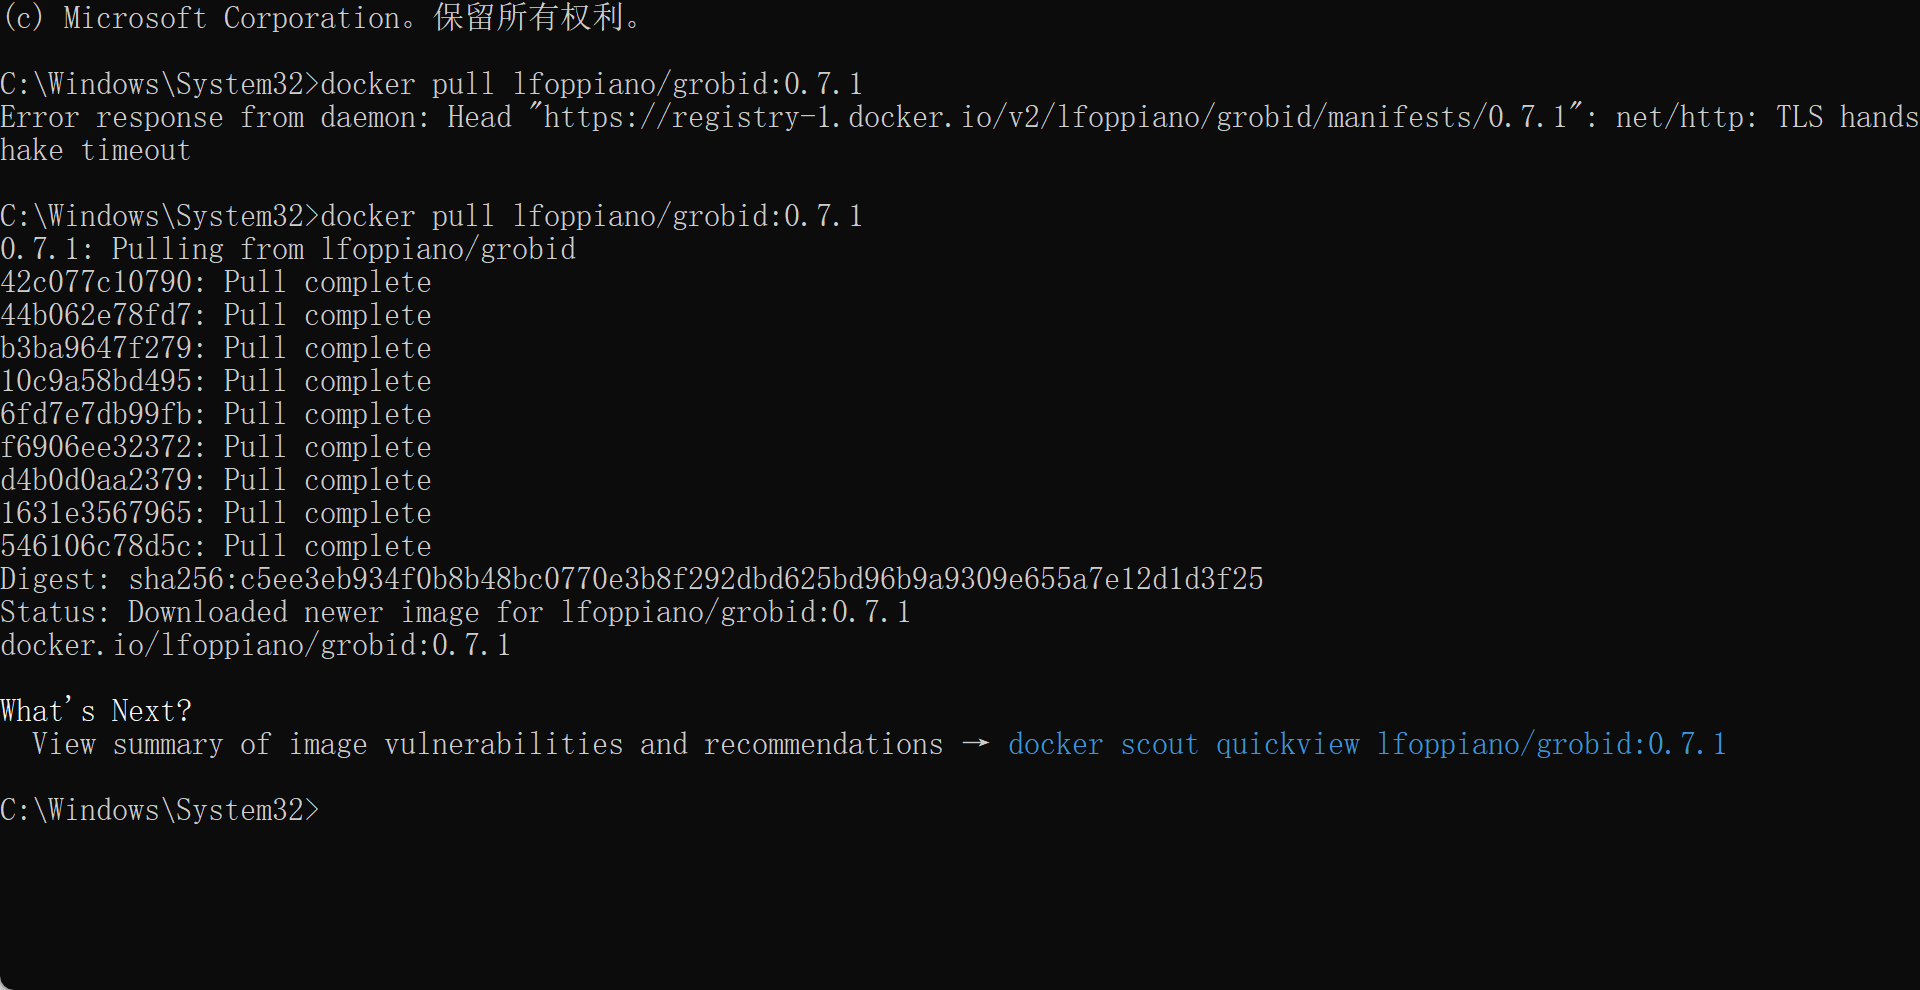 (c) Microsoft Corporation。保留所有权利。
C:\Windows\System32>docker pull lfoppiano/grobid:0.7.1
Error response from daemon: Head "https://registry-1.docker.io/v2/lfoppiano/grobid/manifests/0.7.1": net/http: TLS hands
hake timeout
C:\Windows\System32>docker pull lfoppiano/grobid:0.7.1
0.7.1: Pulling from lfoppiano/grobid
42c077c10790: Pull complete
44b062e78fd7: Pull complete
b3ba9647f279: Pull complete
10c9a58bd495: Pull complete
6fd7e7db99fb: Pull complete
f6906ee32372: Pull complete
d4b0d0aa2379: Pull complete
1631e3567965: Pull complete
546106c78d5c: Pull complete
Digest: sha256:c5ee3eb934f0b8b48bc0770e3b8f292dbd625bd96b9a9309e655a7e12d1d3f25
Status: Downloaded newer image for lfoppiano/grobid:0.7.1
docker.io/lfoppiano/grobid:0.7.1
What's Next?
  View summary of image vulnerabilities and recommendations → docker scout quickview lfoppiano/grobid:0.7.1
C:\Windows\System32>